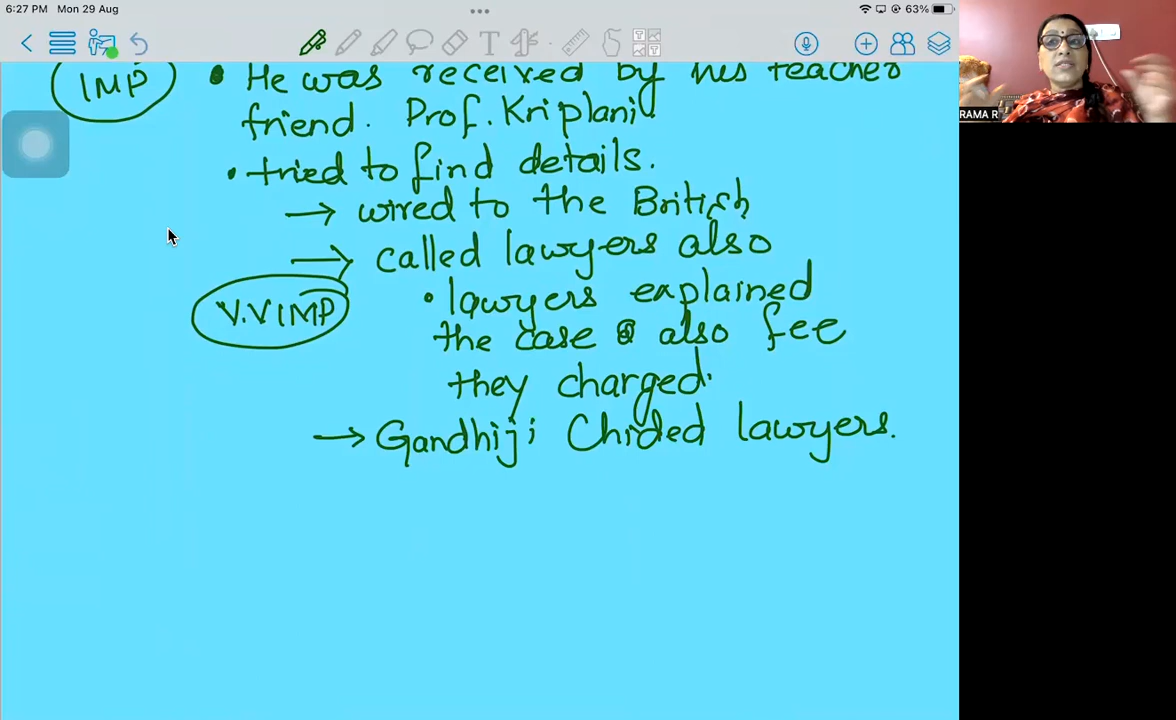 6:27 PM Mon 29 Aug
63%
RAMA R
IMP
• He was received by his teacher
friend. Prof. Kriplani
• tried to find details.
→ wired to the British
→ called lawyers also
V.V IMP
• lawyers explained
the case & also fee
they charged.
→ Gandhiji Chided lawyers.